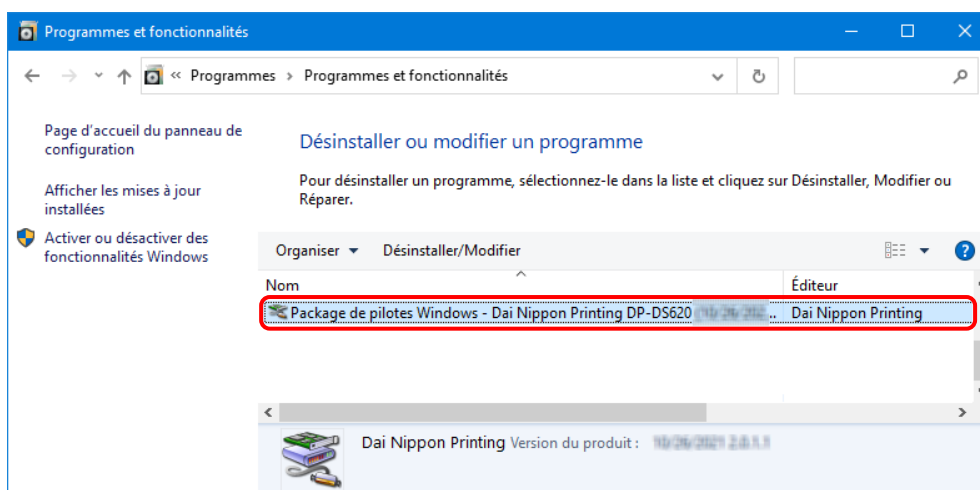 Programmes et fonctionnalités
« Programmes › Programmes et fonctionnalités
Page d'accueil du panneau de
configuration
Afficher les mises à jour
installées
Activer ou désactiver des
fonctionnalités Windows
Désinstaller ou modifier un programme
Pour désinstaller un programme, sélectionnez-le dans la liste et cliquez sur Désinstaller, Modifier ou
Réparer.
Organiser Désinstaller/Modifier
Nom Éditeur
Package de pilotes Windows - Dai Nippon Printing DP-DS620 .. Dai Nippon Printing
Dai Nippon Printing Version du produit :